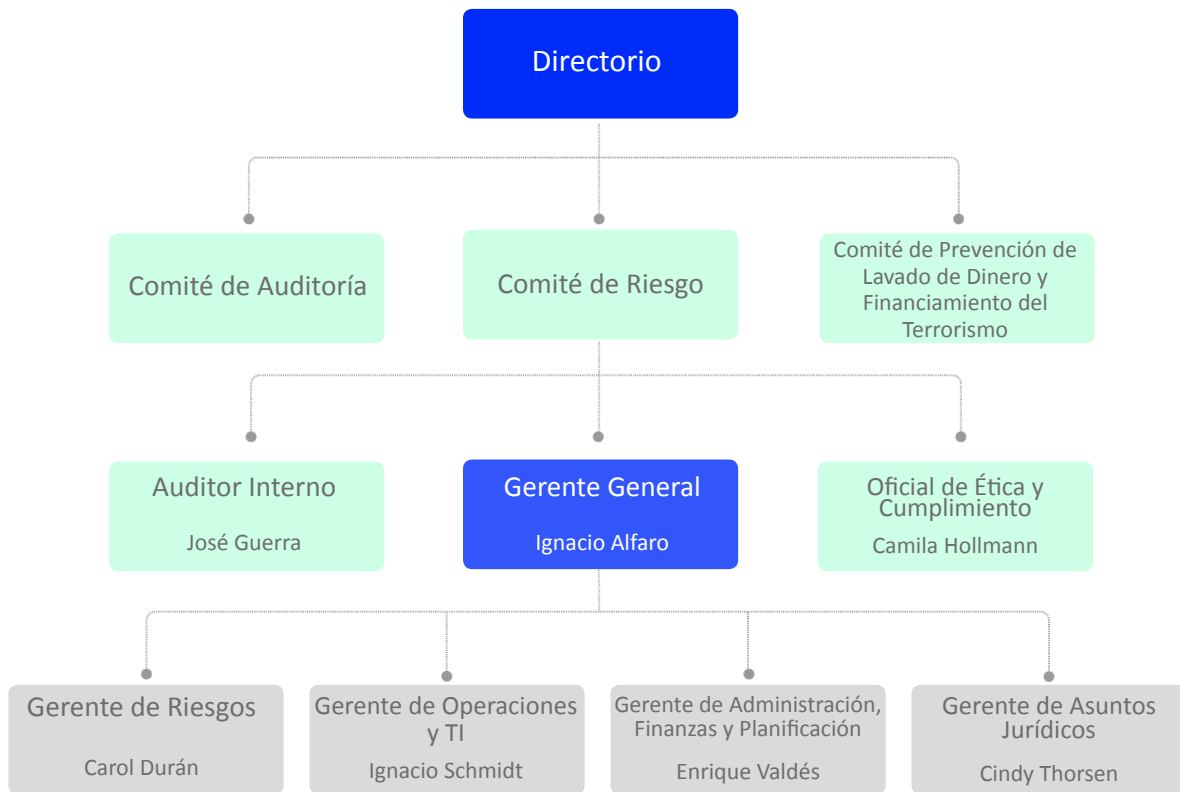 Directorio
Comité de Auditoría
Comité de Riesgo
Comité de Prevención de
Lavado de Dinero y
Financiamiento del
Terrorismo
Auditor Interno
José Guerra
Gerente General
Ignacio Alfaro
Oficial de Ética y
Cumplimiento
Camila Hollmann
Gerente de Riesgos
Carol Durán
Gerente de Operaciones
y TI
Ignacio Schmidt
Gerente de Administración,
Finanzas y Planificación
Enrique Valdés
Gerente de Asuntos
Jurídicos
Cindy Thorsen